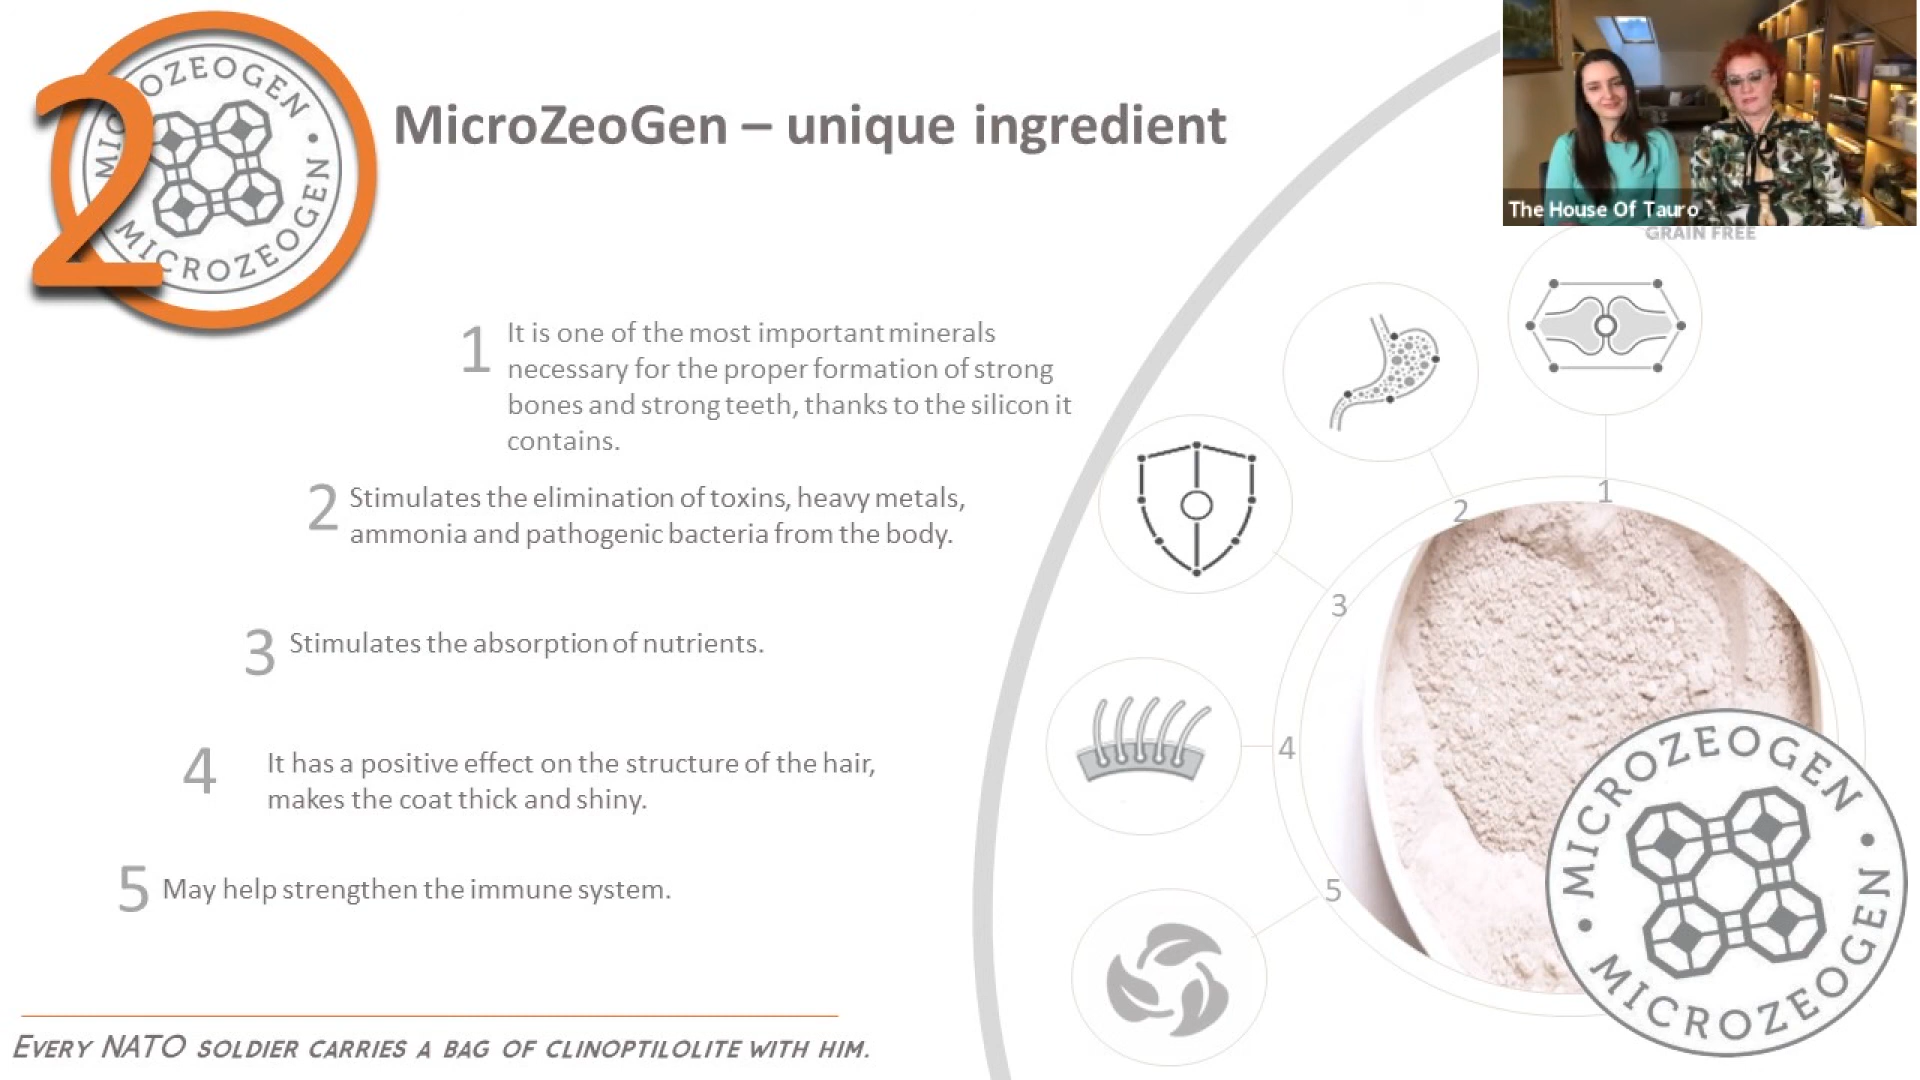 MICROZEOGEN • MICROZEOGEN
2
MicroZeoGen – unique ingredient
The House Of Tauro
GRAIN FREE
1 It is one of the most important minerals
necessary for the proper formation of strong
bones and strong teeth, thanks to the silicon it
contains.
2 Stimulates the elimination of toxins, heavy metals,
ammonia and pathogenic bacteria from the body.
3 Stimulates the absorption of nutrients.
4 It has a positive effect on the structure of the hair,
makes the coat thick and shiny.
5 May help strengthen the immune system.
1
2
3
4
5
• MICROZEOGEN • MICROZEOGEN
EVERY NATO SOLDIER CARRIES A BAG OF CLINOPTILOLITE WITH HIM.